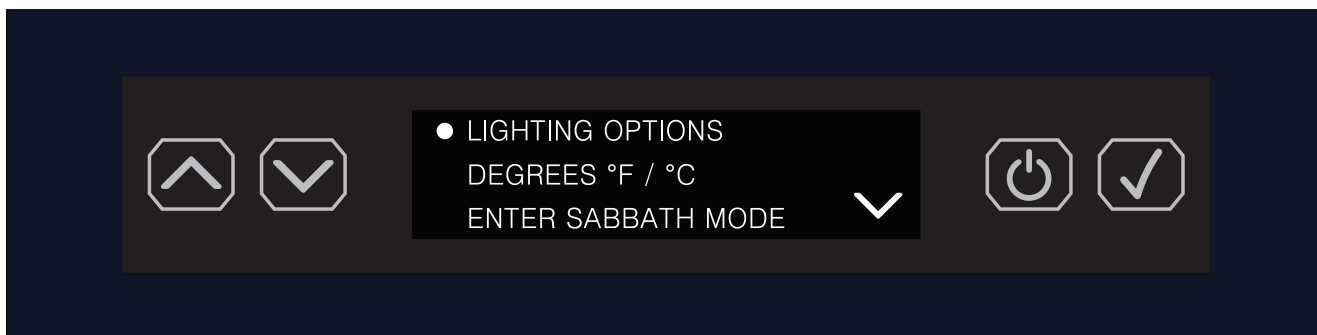 LIGHTING OPTIONS
DEGREES °F / °C
ENTER SABBATH MODE